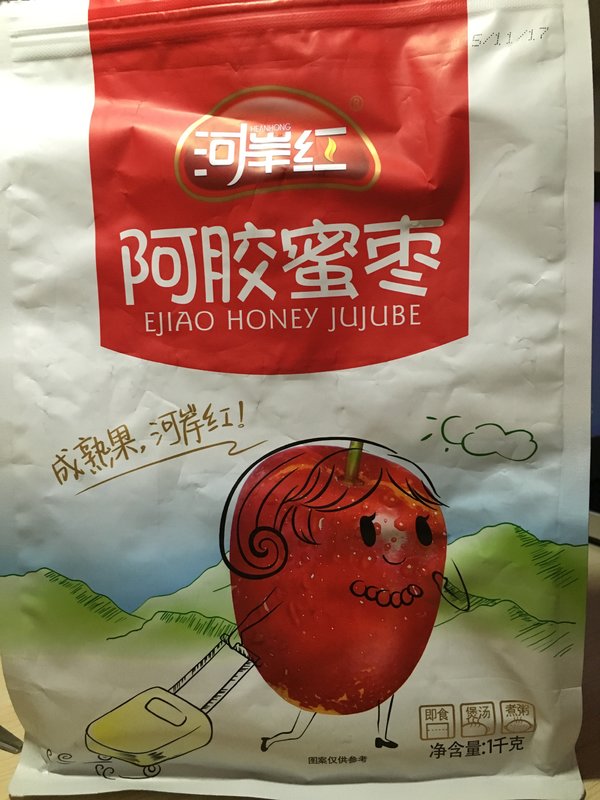 5/11/17
HEANHONG
®
河岸红
阿胶蜜枣
EJIAO HONEY JUJUBE
成熟果,河岸红!
即食 煲汤 煮粥
净含量:1千克
图案仅供参考